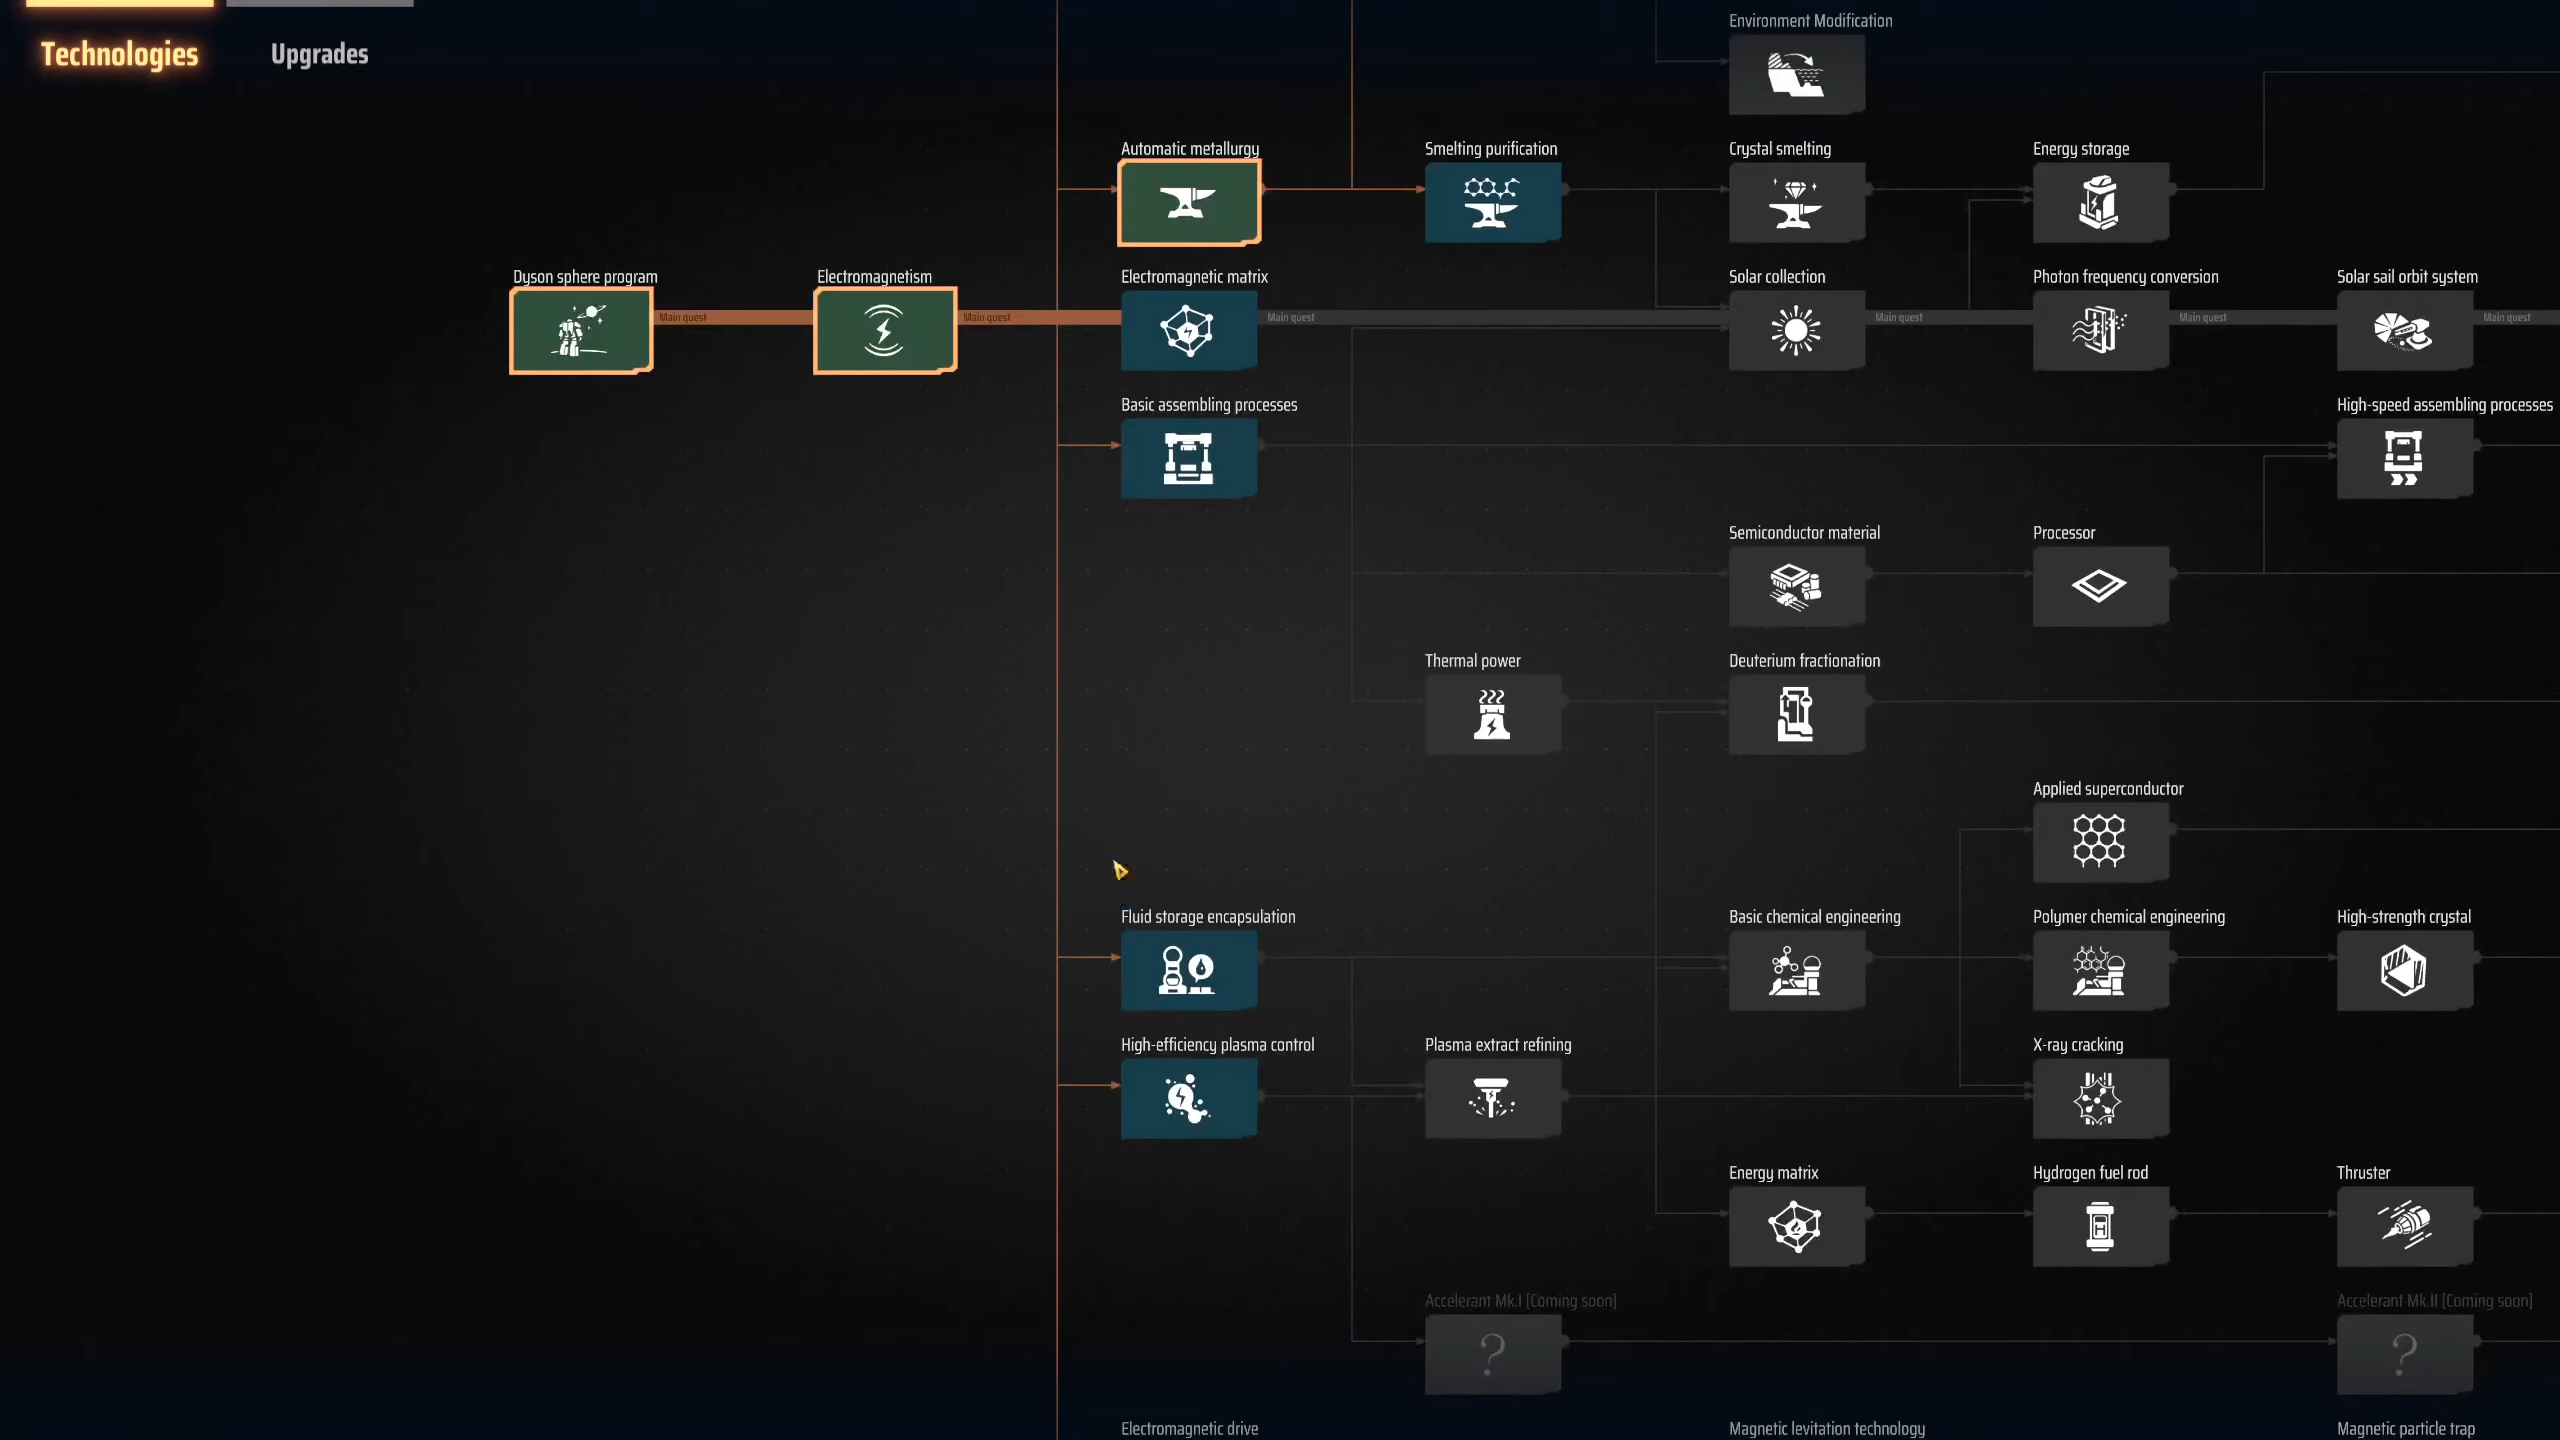 Technologies
Upgrades
Environment Modification
Automatic metallurgy
Smelting purification
Crystal smelting
Energy storage
Dyson sphere program
Electromagnetism
Electromagnetic matrix
Solar collection
Photon frequency conversion
Solar sail orbit system
Main quest
Main quest
Main quest
Main quest
Main quest
Main quest
Basic assembling processes
High-speed assembling processes
Semiconductor material
Processor
Thermal power
Deuterium fractionation
Applied superconductor
Fluid storage encapsulation
Basic chemical engineering
Polymer chemical engineering
High-strength crystal
High-efficiency plasma control
Plasma extract refining
X-ray cracking
Energy matrix
Hydrogen fuel rod
Thruster
Accelerant Mk.I [Coming soon]
Accelerant Mk.II [Coming soon]
?
?
Electromagnetic drive
Magnetic levitation technology
Magnetic particle trap